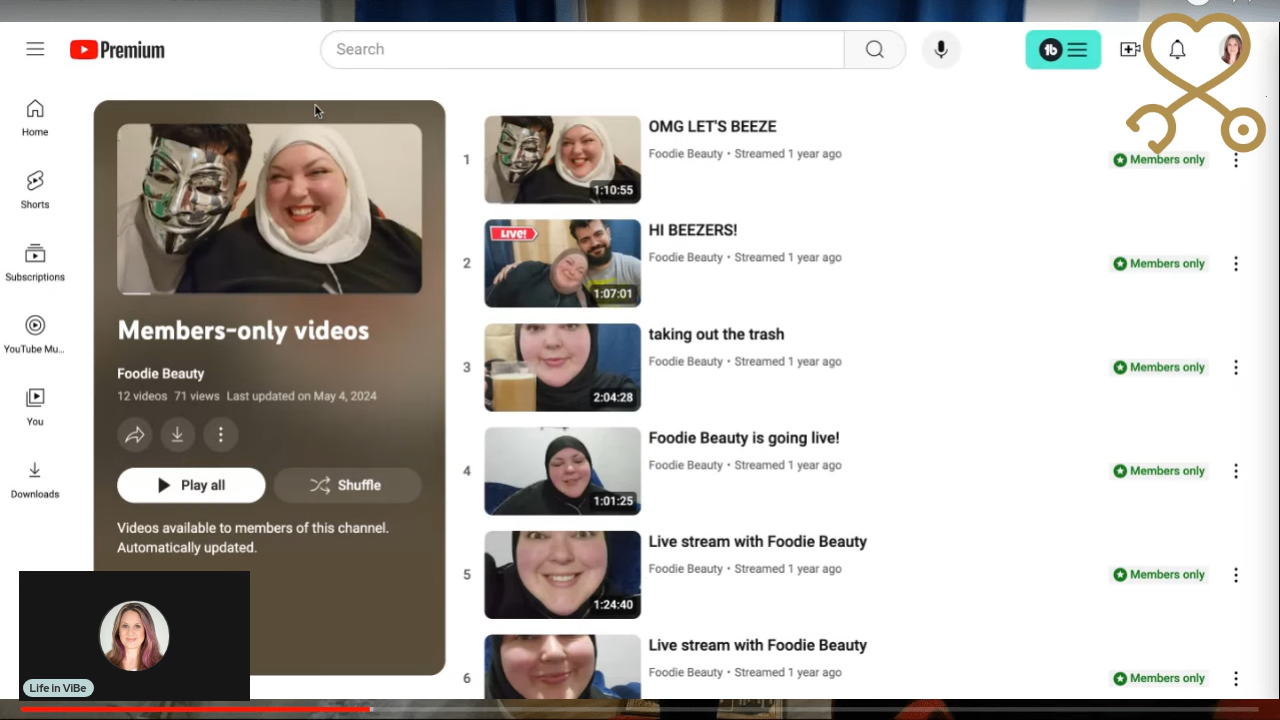 Premium
Search
Home
Shorts
Subscriptions
YouTube Mu...
You
Downloads
Members-only videos
Foodie Beauty
12 videos 71 views Last updated on May 4, 2024
Play all
Shuffle
Videos available to members of this channel.
Automatically updated.
Life in ViBe
1
1:10:55
OMG LET'S BEEZE
Foodie Beauty • Streamed 1 year ago
Members only
2
LIVE!
1:07:01
HI BEEZERS!
Foodie Beauty • Streamed 1 year ago
Members only
3
2:04:28
taking out the trash
Foodie Beauty • Streamed 1 year ago
Members only
4
1:01:25
Foodie Beauty is going live!
Foodie Beauty • Streamed 1 year ago
Members only
5
1:24:40
Live stream with Foodie Beauty
Foodie Beauty • Streamed 1 year ago
Members only
6
Live stream with Foodie Beauty
Foodie Beauty • Streamed 1 year ago
Members only